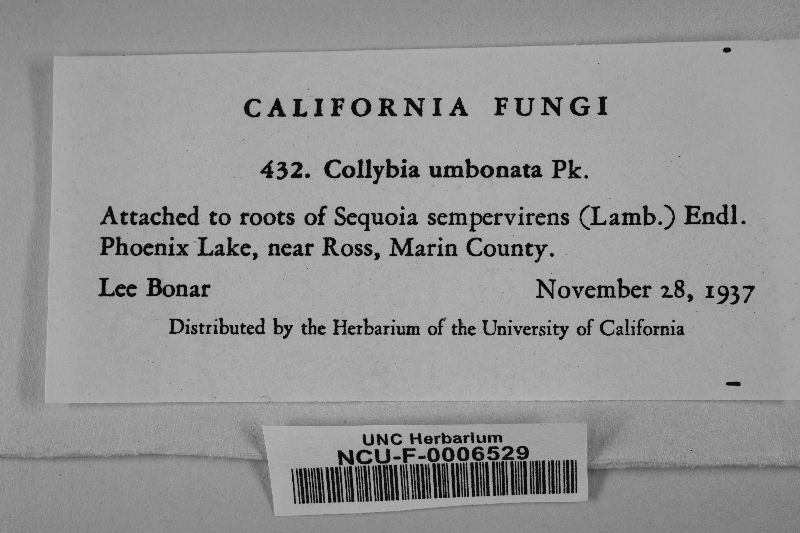 CALIFORNIA FUNGI
432. Collybia umbonata Pk.
Attached to roots of Sequoia sempervirens (Lamb.) Endl.
Phoenix Lake, near Ross, Marin County.
Lee Bonar November 28, 1937
Distributed by the Herbarium of the University of California
UNC Herbarium
NCU-F-0006529